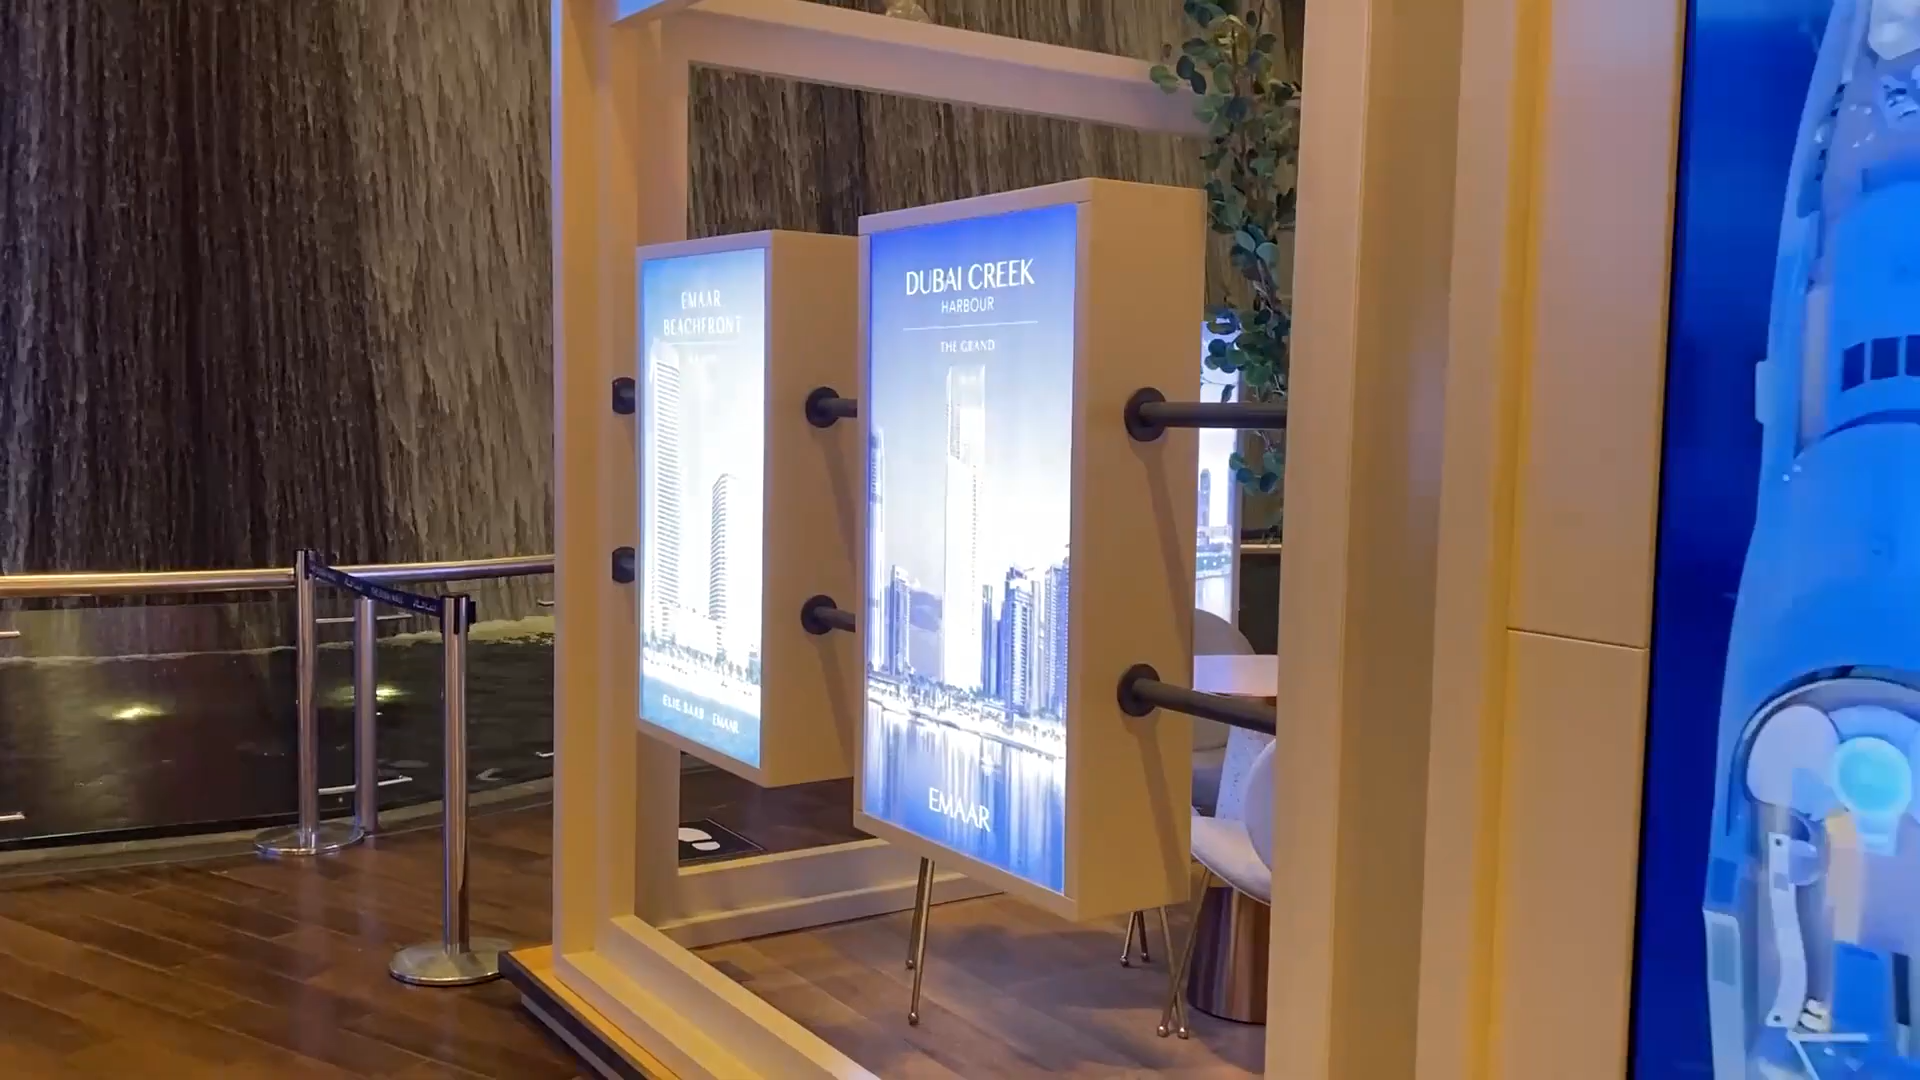 EMAAR
BEACHFRONT
ELIE SAAB EMAAR
DUBAI CREEK
HARBOUR
THE GRAND
EMAAR